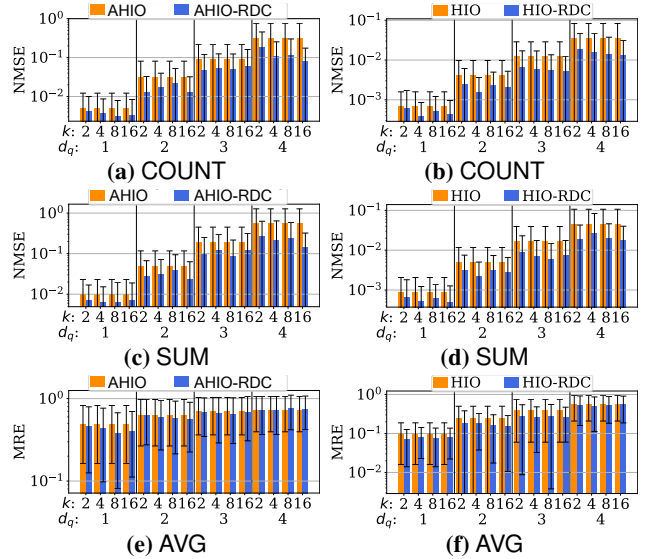 AHIO AHIO-RDC
NMSE
10⁰
10⁻¹
10⁻²
k: 2 4 8 16 2 4 8 16 2 4 8 16 2 4 8 16
d_q: 1 2 3 4
(a) COUNT
HIO HIO-RDC
NMSE
10⁻¹
10⁻²
10⁻³
k: 2 4 8 16 2 4 8 16 2 4 8 16 2 4 8 16
d_q: 1 2 3 4
(b) COUNT
AHIO AHIO-RDC
NMSE
10⁰
10⁻¹
10⁻²
k: 2 4 8 16 2 4 8 16 2 4 8 16 2 4 8 16
d_q: 1 2 3 4
(c) SUM
HIO HIO-RDC
NMSE
10⁻¹
10⁻²
10⁻³
k: 2 4 8 16 2 4 8 16 2 4 8 16 2 4 8 16
d_q: 1 2 3 4
(d) SUM
AHIO AHIO-RDC
MRE
10⁰
10⁻¹
k: 2 4 8 16 2 4 8 16 2 4 8 16 2 4 8 16
d_q: 1 2 3 4
(e) AVG
HIO HIO-RDC
MRE
10⁰
10⁻¹
10⁻²
k: 2 4 8 16 2 4 8 16 2 4 8 16 2 4 8 16
d_q: 1 2 3 4
(f) AVG